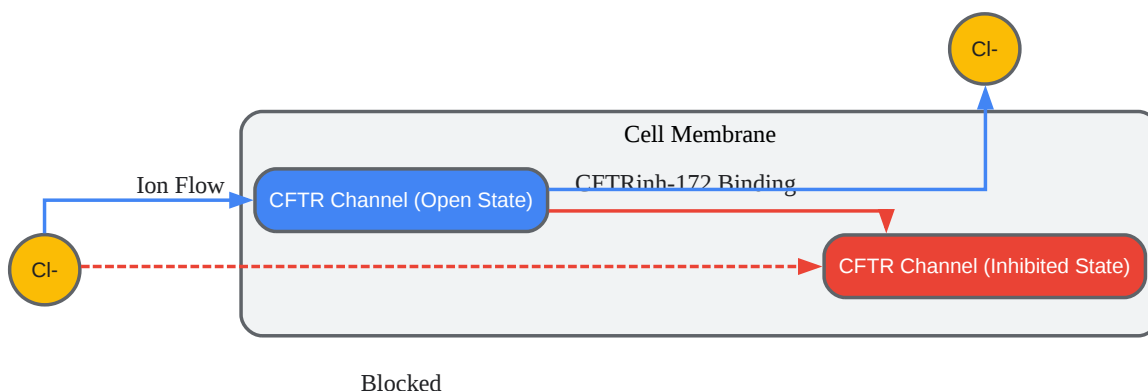 Cl-
Cell Membrane
Ion Flow
CFTRinh-172 Binding
CFTR Channel (Open State)
Cl-
CFTR Channel (Inhibited State)
Blocked